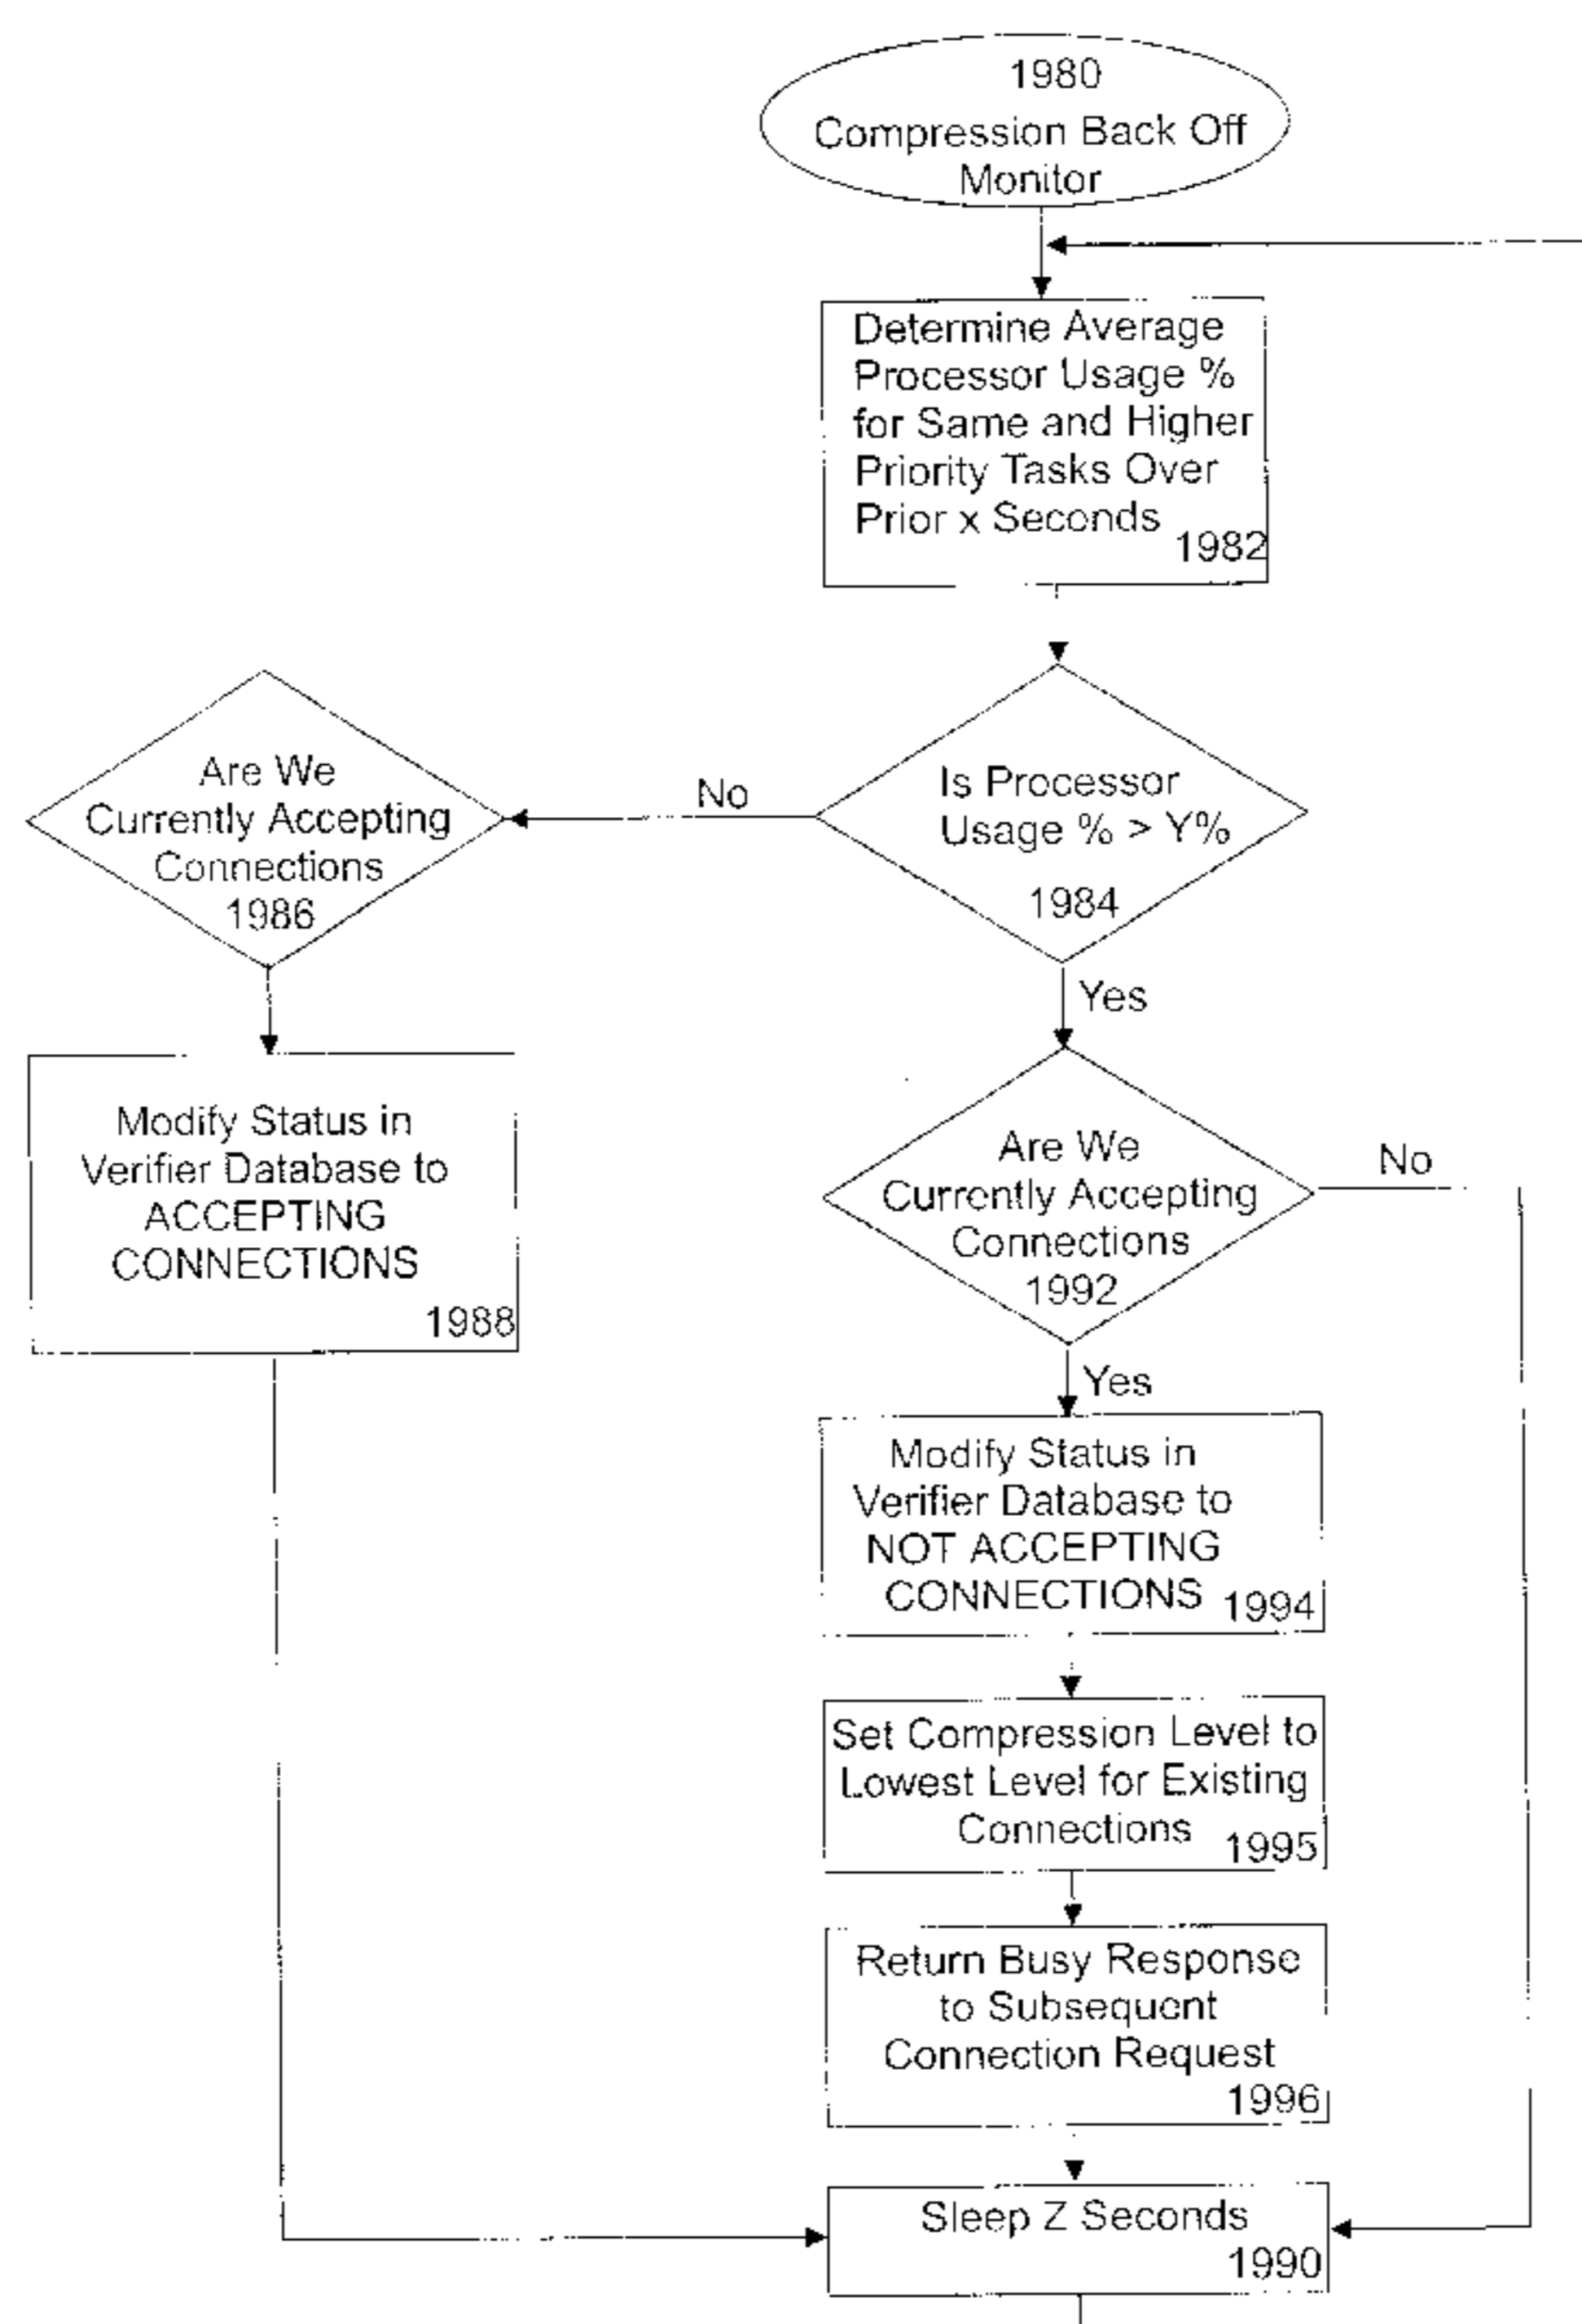 1980
Compression Back Off
Monitor
Determine Average
Processor Usage %
for Same and Higher
Priority Tasks Over
Prior x Seconds
1982
Is Processor
Usage % > Y%
1984
No
Are We
Currently Accepting
Connections
1986
Yes
Modify Status in
Verifier Database to
ACCEPTING
CONNECTIONS
1988
Are We
Currently Accepting
Connections
1992
No
Yes
Modify Status in
Verifier Database to
NOT ACCEPTING
CONNECTIONS
1994
Set Compression Level to
Lowest Level for Existing
Connections
1995
Return Busy Response
to Subsequent
Connection Request
1996
Sleep Z Seconds
1990